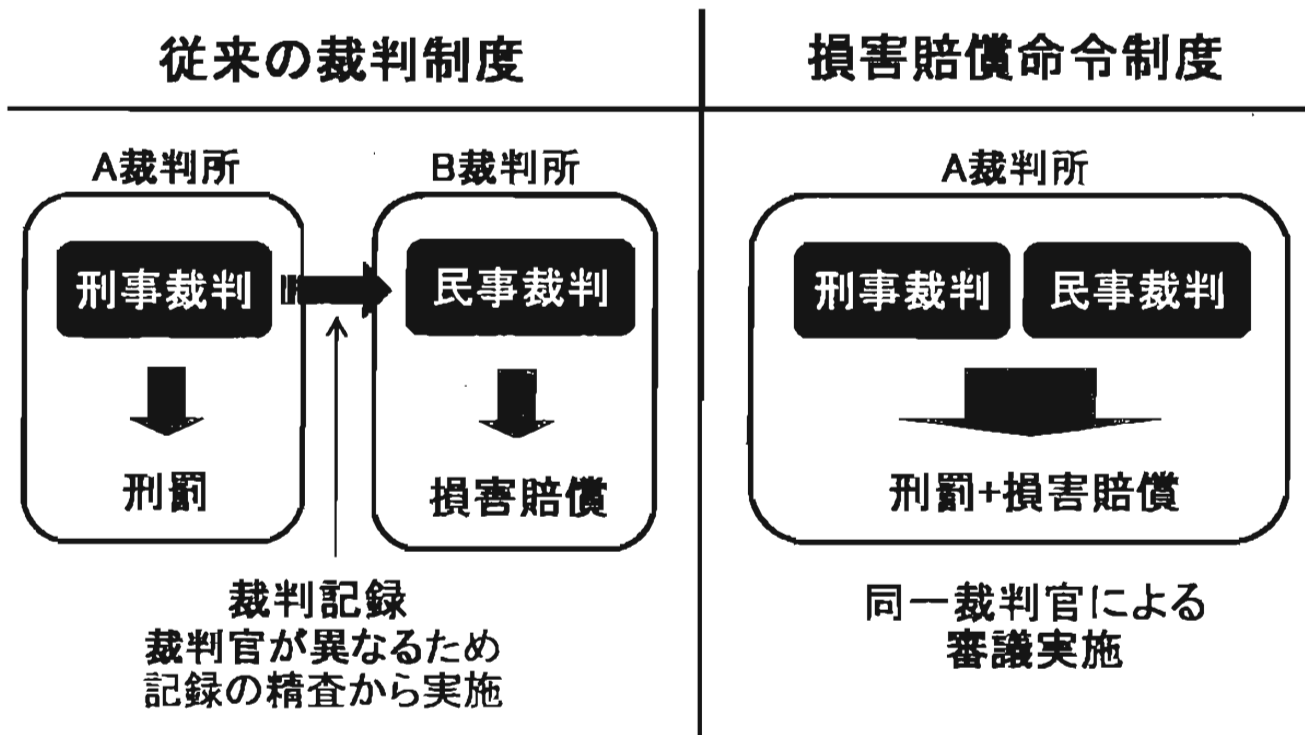 従来の裁判制度
A裁判所
刑事裁判
刑罰
B裁判所
民事裁判
損害賠償
裁判記録
裁判官が異なるため
記録の精査から実施
損害賠償命令制度
A裁判所
刑事裁判
民事裁判
刑罰+損害賠償
同一裁判官による
審議実施